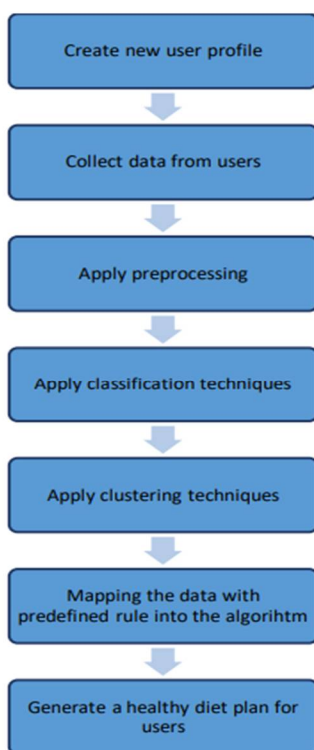 Create new user profile
Collect data from users
Apply preprocessing
Apply classification techniques
Apply clustering techniques
Mapping the data with
predefined rule into the algorihtm
Generate a healthy diet plan for
users